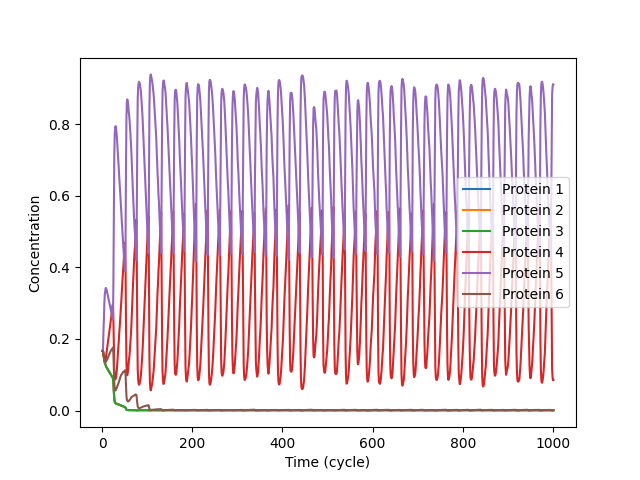 0.8
0.6
0.4
0.2
0.0
Concentration
0
200
400
600
800
1000
Time (cycle)
Protein 1
Protein 2
Protein 3
Protein 4
Protein 5
Protein 6